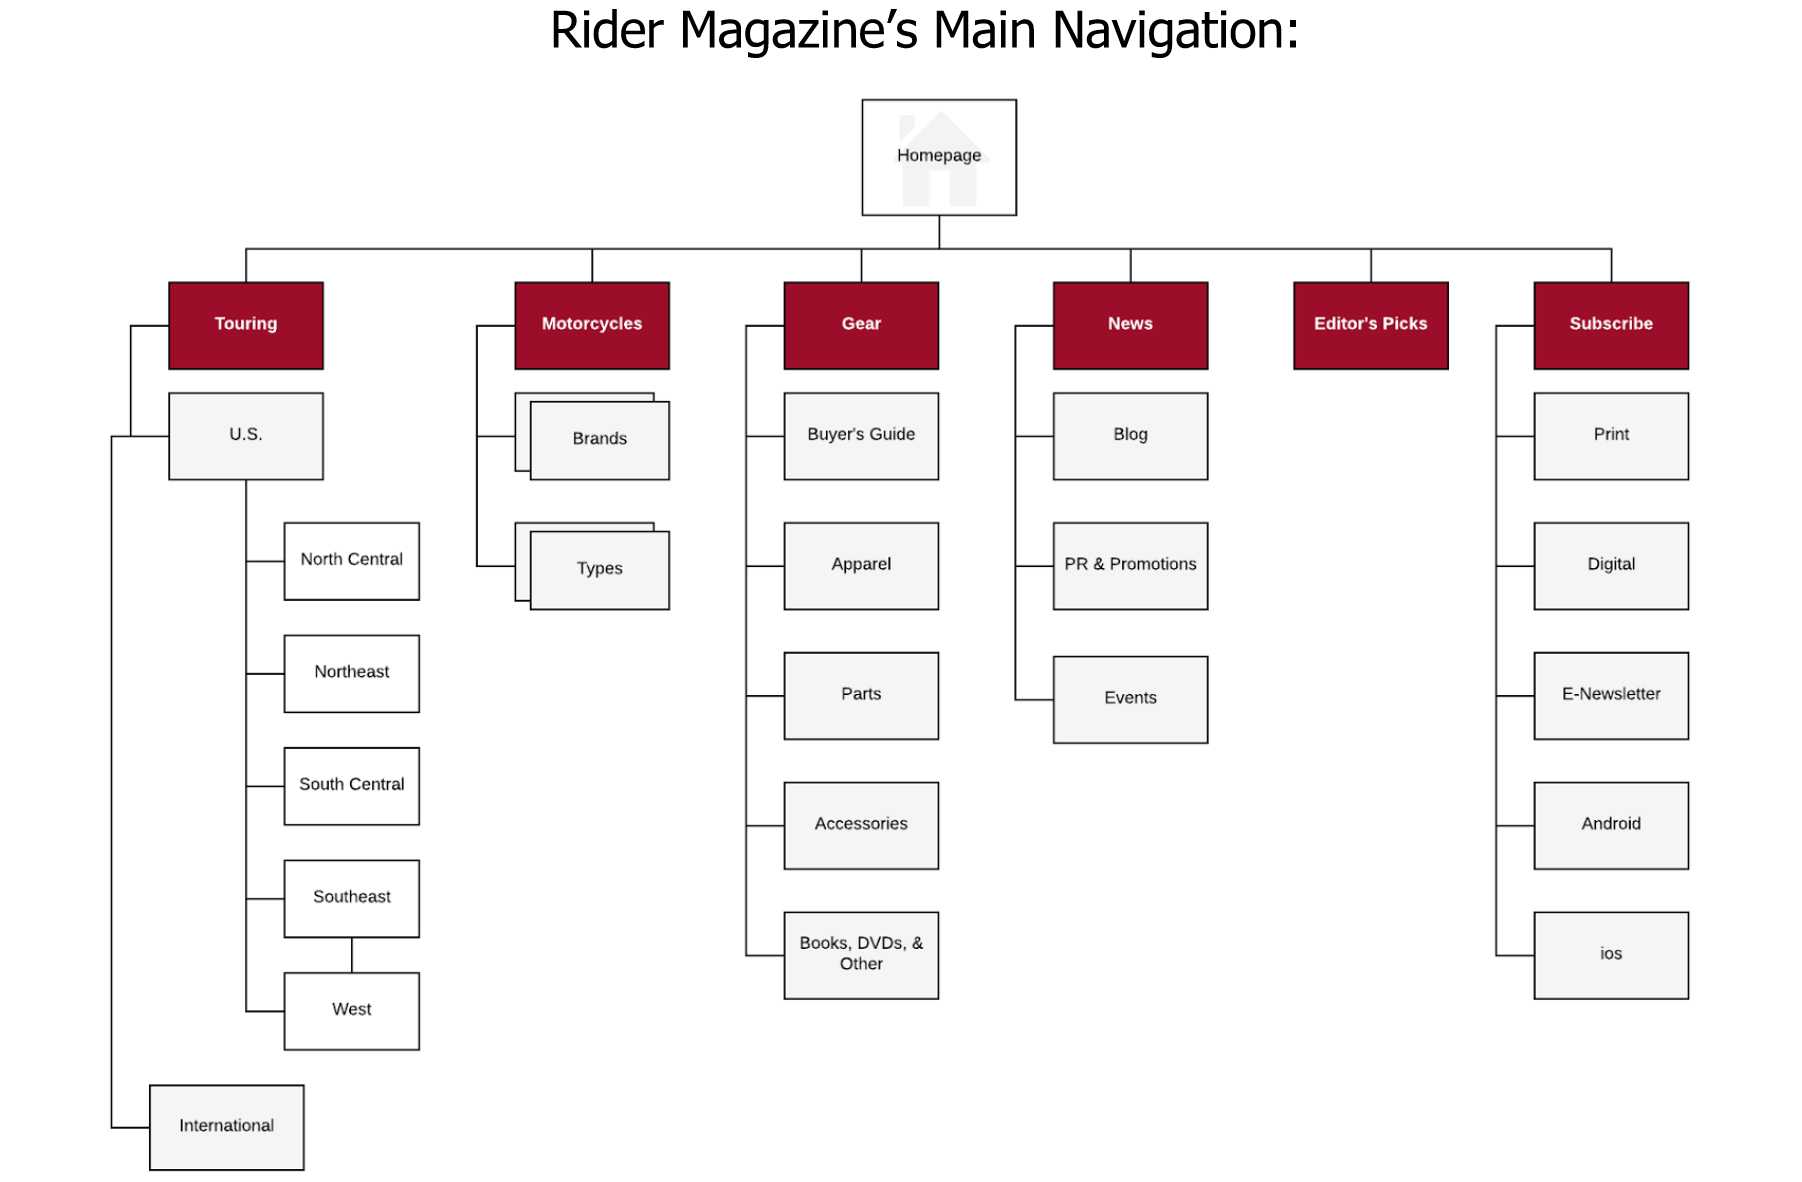 Rider Magazine’s Main Navigation:
Homepage
Touring
Motorcycles
Gear
News
Editor's Picks
Subscribe
U.S.
North Central
Northeast
South Central
Southeast
West
International
Brands
Types
Buyer's Guide
Apparel
Parts
Accessories
Books, DVDs, &
Other
Blog
PR & Promotions
Events
Print
Digital
E-Newsletter
Android
ios